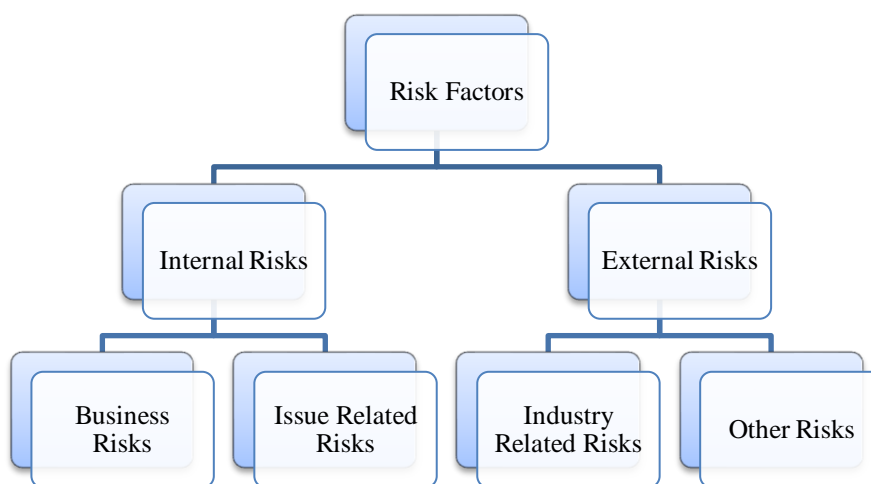 Risk Factors
Internal Risks
External Risks
Business
Risks
Issue Related
Risks
Industry
Related Risks
Other Risks